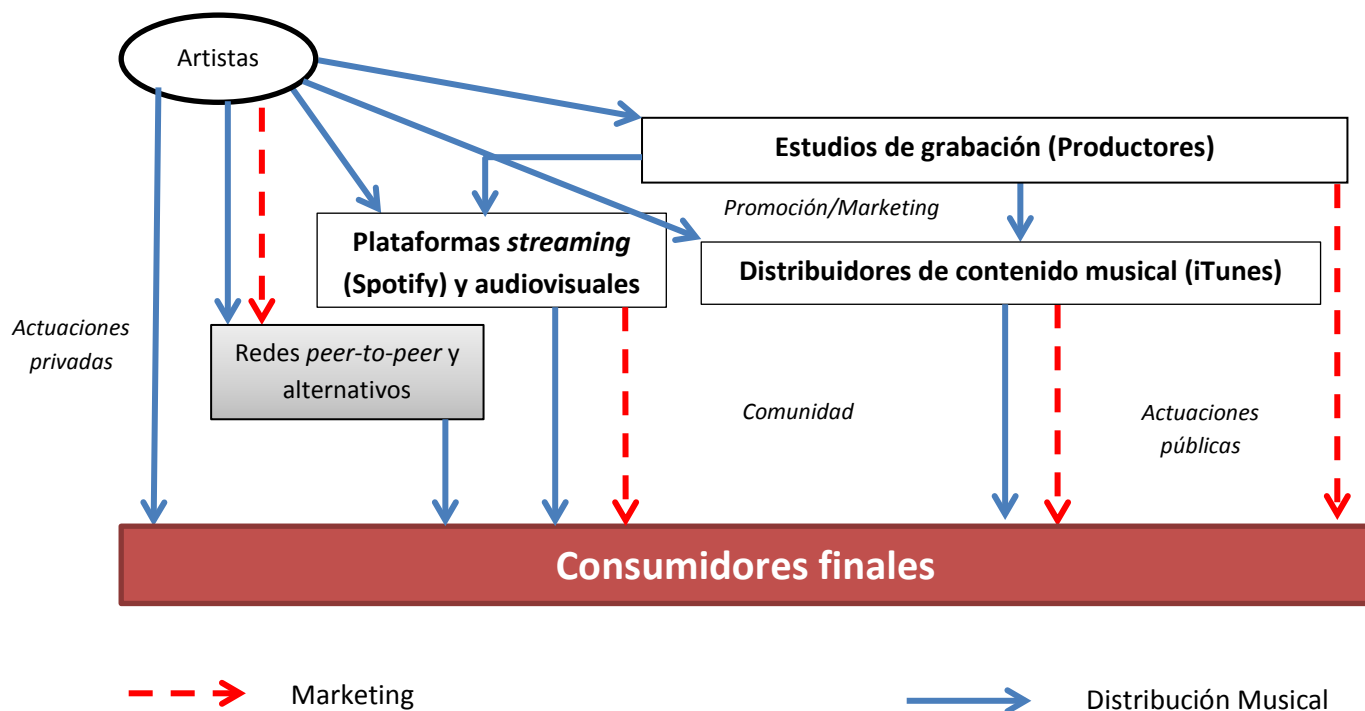 Artistas
Estudios de grabación (Productores)
Promoción/Marketing
Plataformas streaming
(Spotify) y audiovisuales
Distribuidores de contenido musical (iTunes)
Actuaciones
privadas
Redes peer-to-peer y
alternativos
Comunidad
Actuaciones
públicas
Consumidores finales
Marketing
Distribución Musical